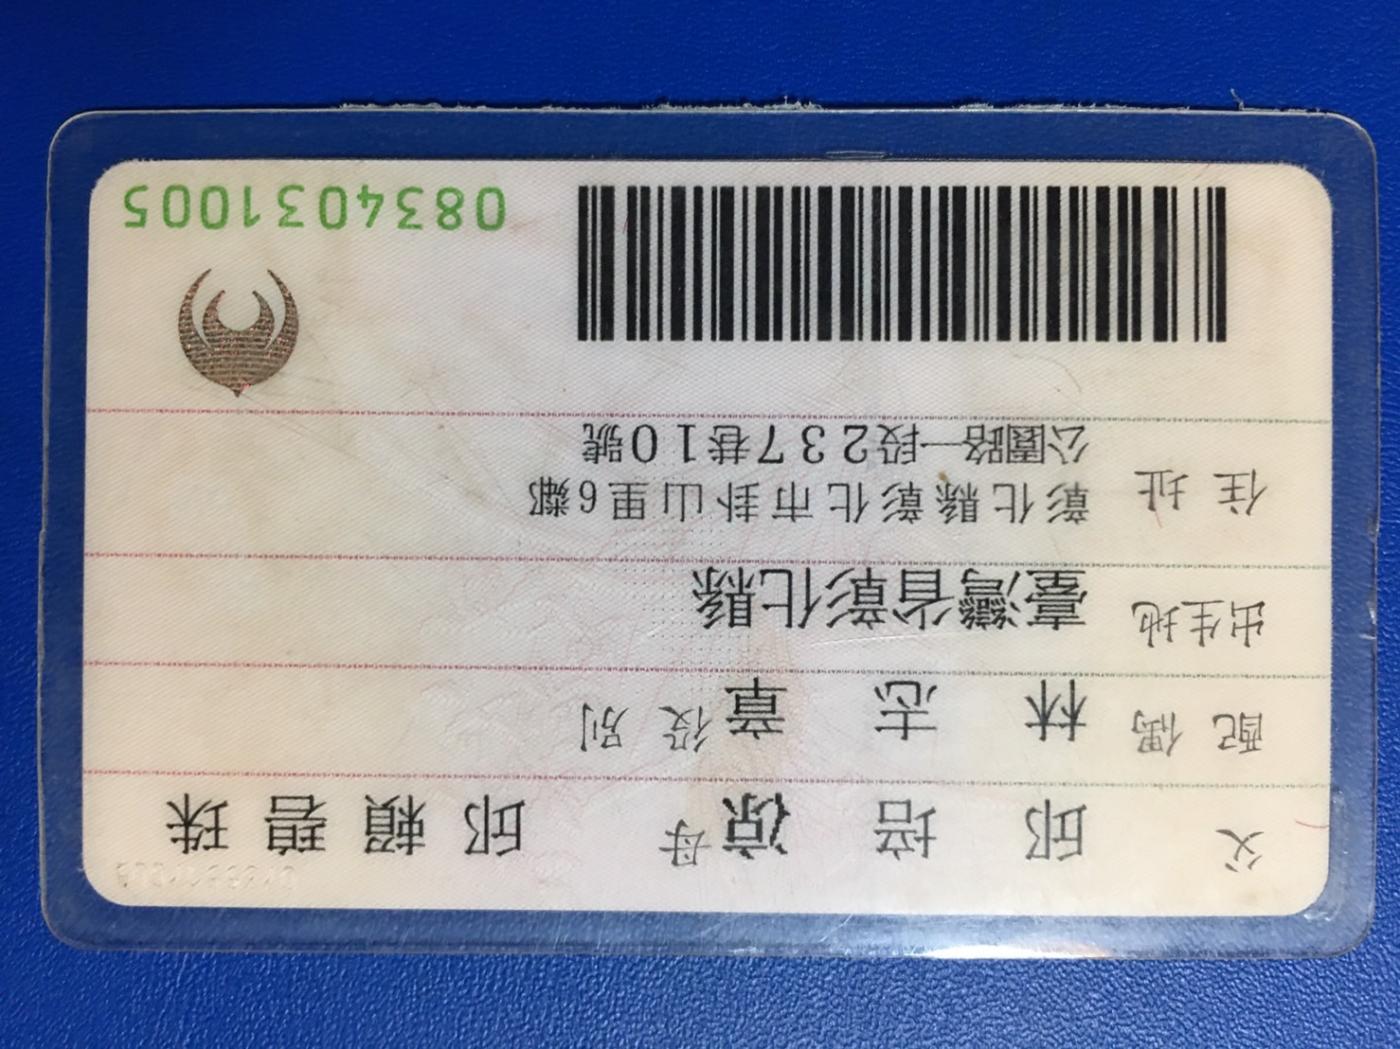 父 邱培涼 母 邱賴碧珠
配偶 林志章 役別
出生地 臺灣省彰化縣
住址 彰化縣彰化市卦山里6鄰
公園路一段237巷10號
0834031005